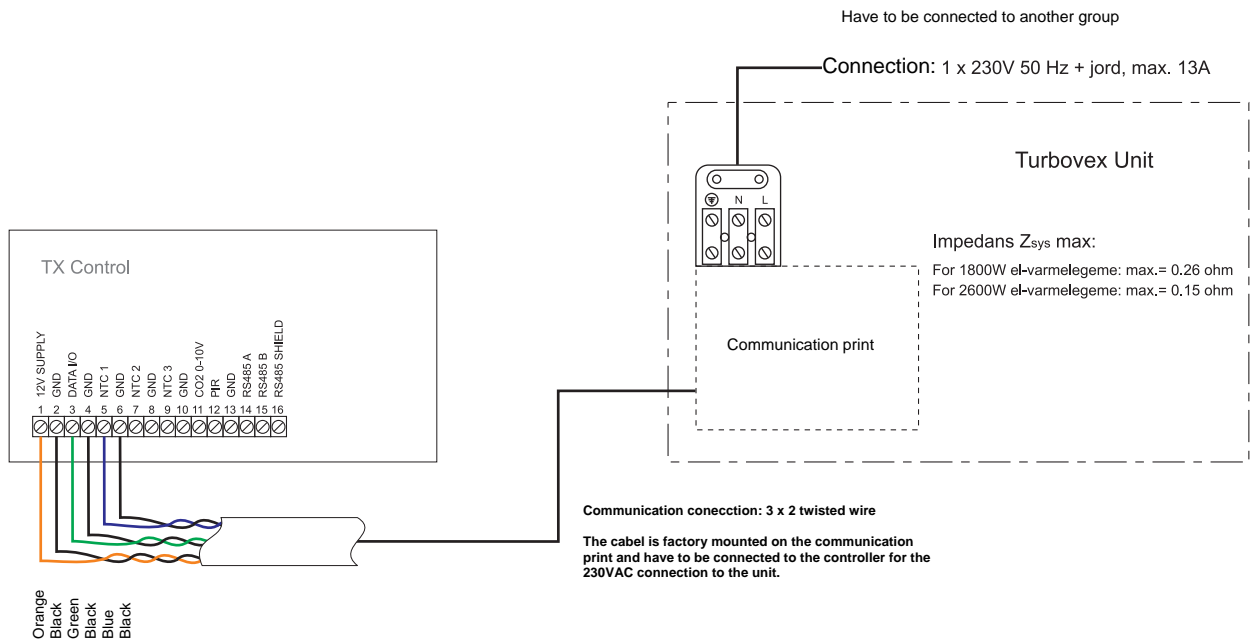 Have to be connected to another group
Connection: 1 x 230V 50 Hz + jord, max. 13A
Turbovex Unit
N L
Impedans Zsys max:
For 1800W el-varmelegeme: max.= 0.26 ohm
For 2600W el-varmelegeme: max.= 0.15 ohm
Communication print
TX Control
12V SUPPLY
GND
DATA I/O
GND
NTC 1
GND
NTC 2
GND
NTC 3
GND
CO2 0-10V
PIR
GND
RS485 A
RS485 B
RS485 SHIELD
1 2 3 4 5 6 7 8 9 10 11 12 13 14 15 16
Communication conecction: 3 x 2 twisted wire
The cabel is factory mounted on the communication
print and have to be connected to the controller for the
230VAC connection to the unit.
Orange
Black
Green
Black
Blue
Black